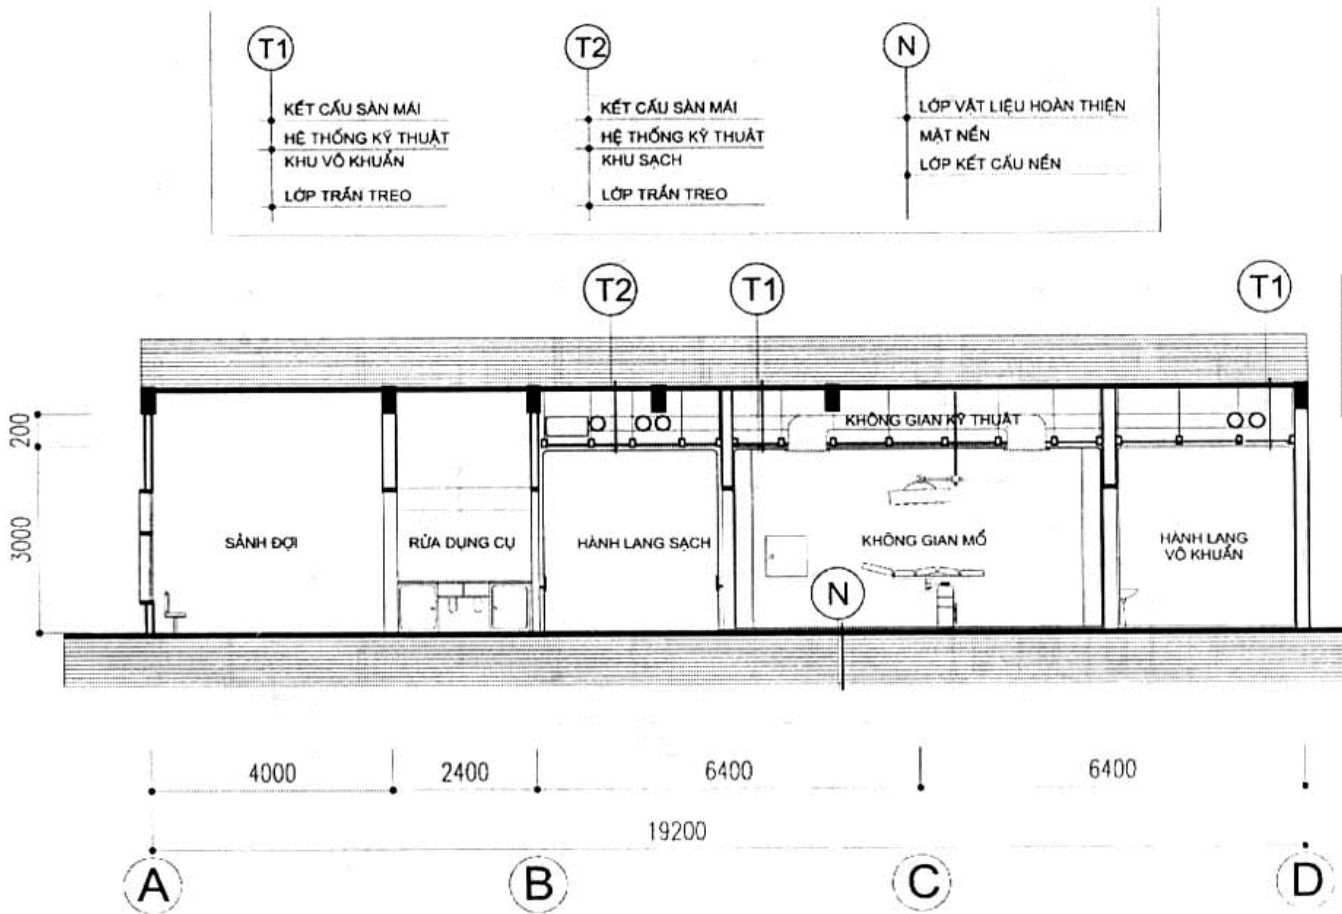 T1
KẾT CẤU SÀN MÁI
HỆ THỐNG KỸ THUẬT
KHU VÔ KHUẨN
LỚP TRẦN TREO
T2
KẾT CẤU SÀN MÁI
HỆ THỐNG KỸ THUẬT
KHU SẠCH
LỚP TRẦN TREO
N
LỚP VẬT LIỆU HOÀN THIỆN
MẶT NỀN
LỚP KẾT CẤU NỀN
T2
T1
T1
200
KHÔNG GIAN KỸ THUẬT
3000
SẢNH ĐỢI
RỬA DỤNG CỤ
HÀNH LANG SẠCH
KHÔNG GIAN MỔ
HÀNH LANG
VÔ KHUẨN
N
4000
2400
6400
6400
19200
A
B
C
D